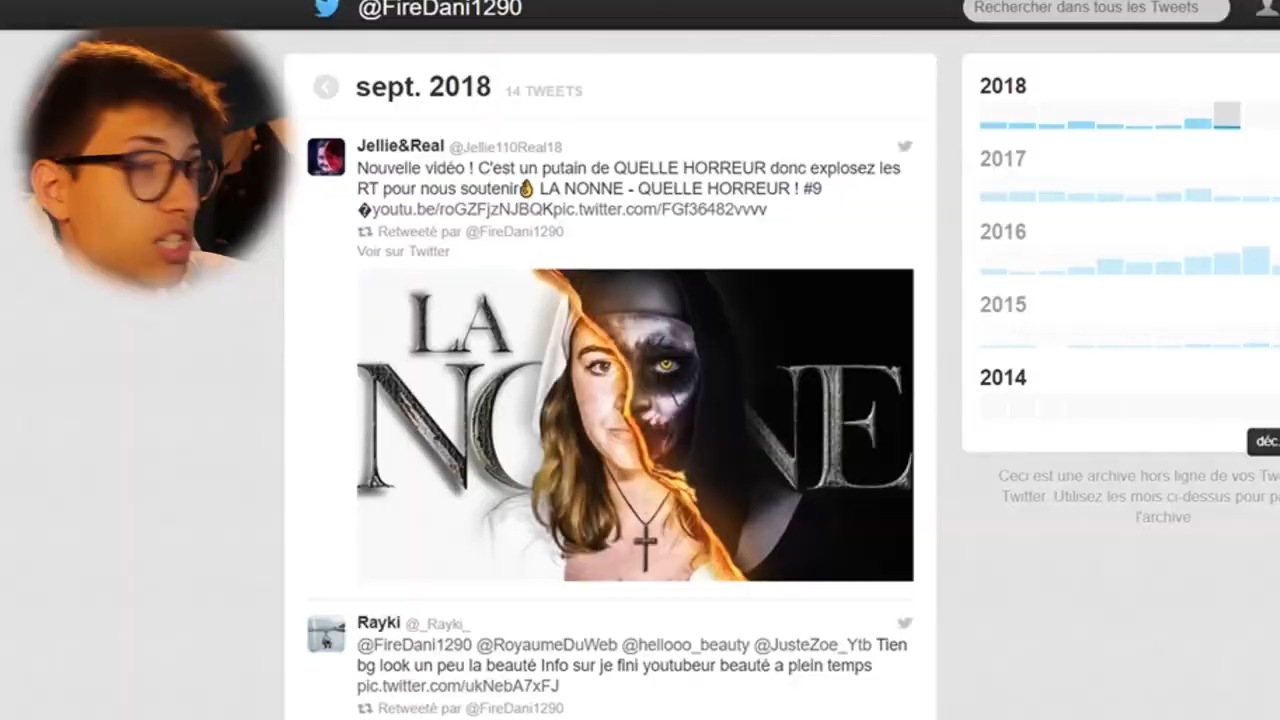 @FireDani1290
Rechercher dans tous les Tweets
sept. 2018 14 TWEETS
Jellie&Real @Jellie110Real18
Nouvelle vidéo ! C'est un putain de QUELLE HORREUR donc explosez les
RT pour nous soutenir👌 LA NONNE - QUELLE HORREUR ! #9
�youtu.be/roGZFjzNJBQKpic.twitter.com/FGf36482vvvv
Retweeté par @FireDani1290
Voir sur Twitter
LA
NONNE
Rayki @_Rayki_
@FireDani1290 @RoyaumeDuWeb @hellooo_beauty @JusteZoe_Ytb Tien
bg look un peu la beauté Info sur je fini youtubeur beauté a plein temps
pic.twitter.com/ukNebA7xFJ
Retweeté par @FireDani1290
2018
2017
2016
2015
2014
déc.
Ceci est une archive hors ligne de vos Tw
Twitter. Utilisez les mois ci-dessus pour p
l'archive